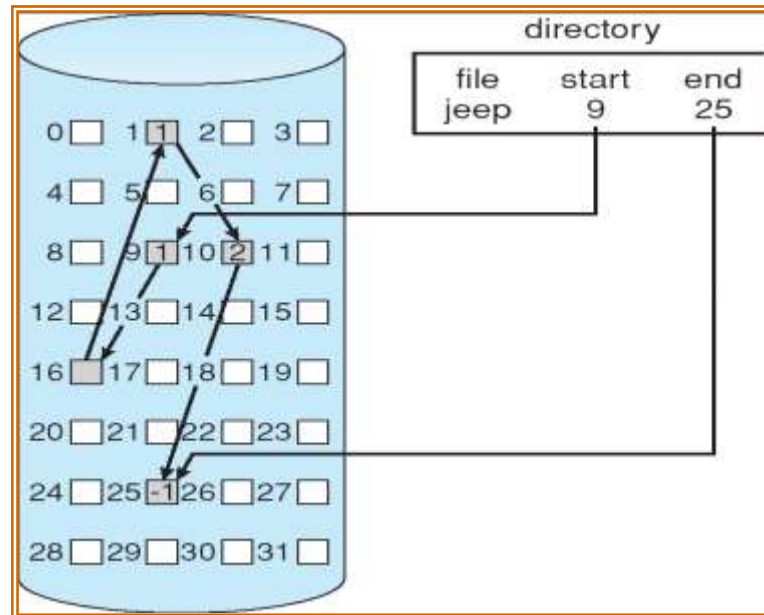 directory
file start end
jeep 9 25
0 1 1 2 3
4 5 6 7
8 9 1 10 2 11
12 13 14 15
16 17 18 19
20 21 22 23
24 25 -1 26 27
28 29 30 31